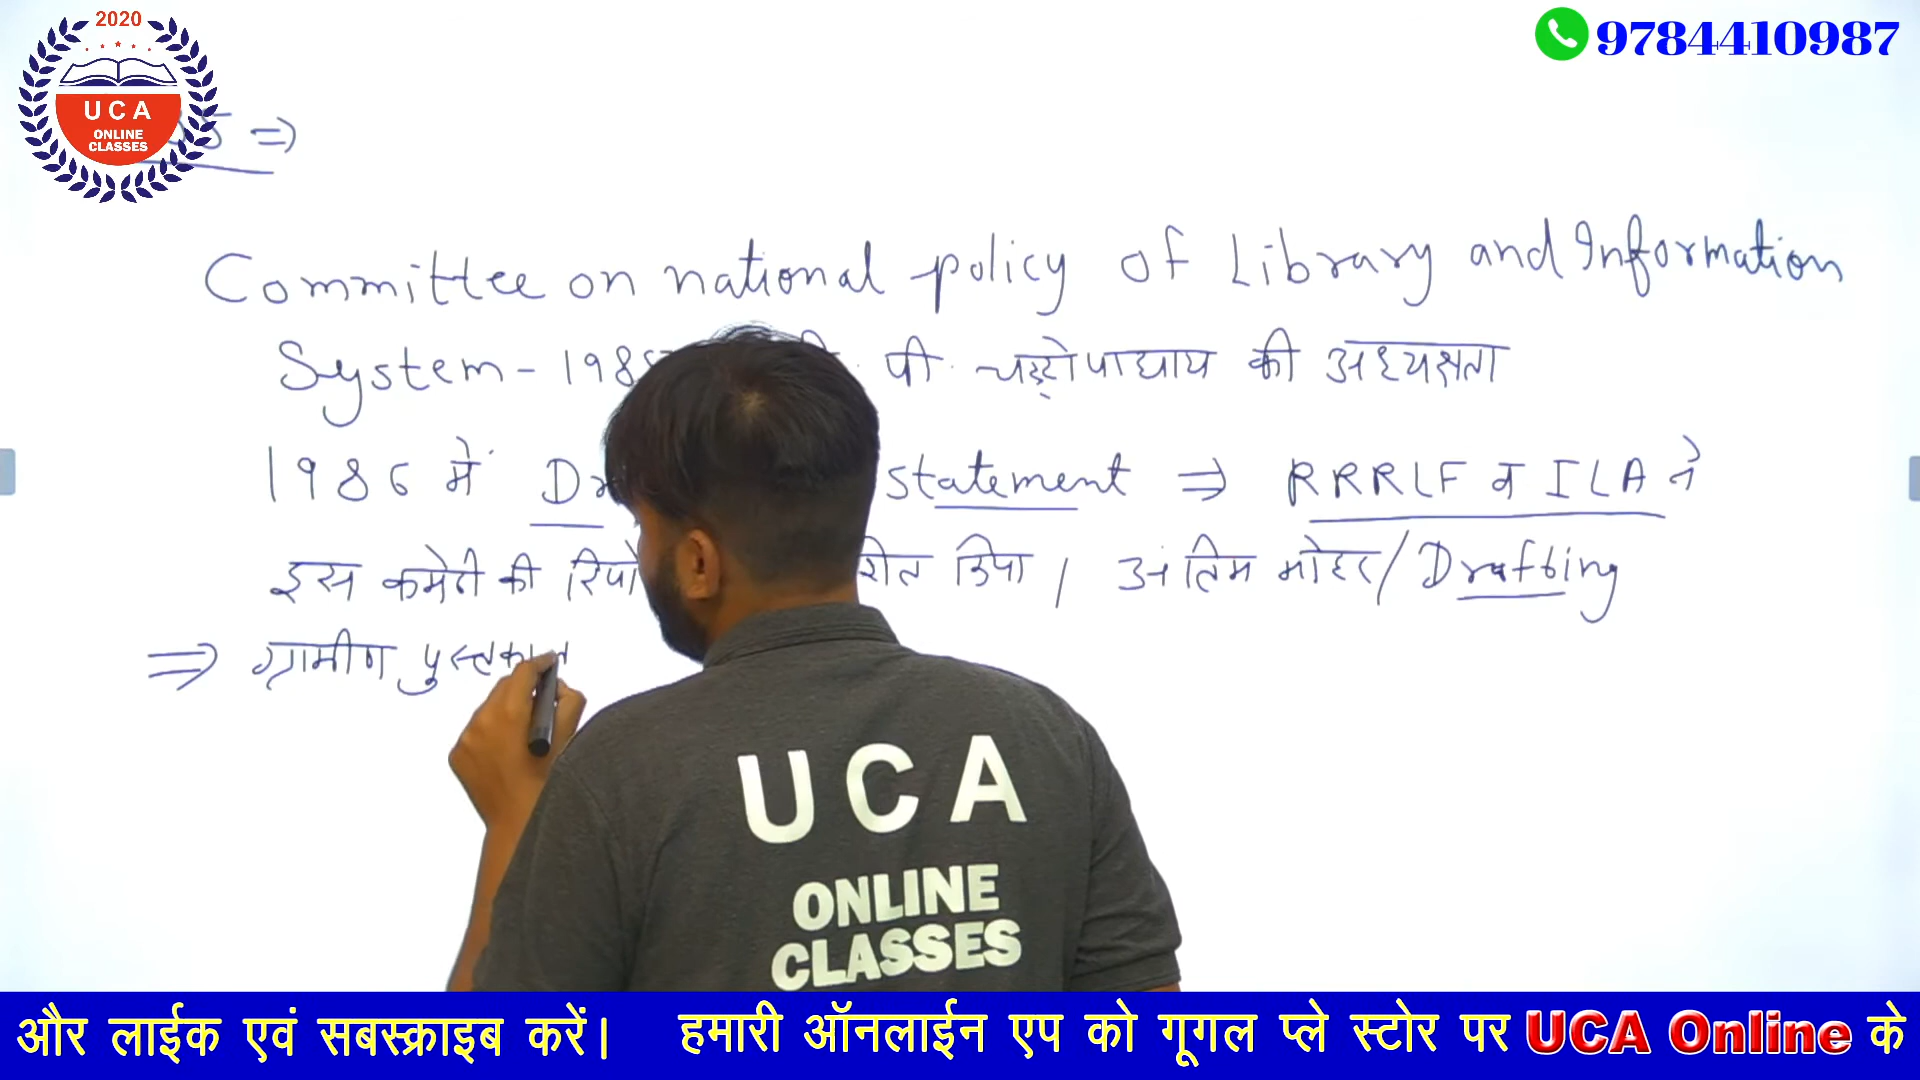 2020
UCA
ONLINE
CLASSES
9784410987
5 =>
Committee on national policy of Library and Information
System - 198 पी. चट्टोपाध्याय की अध्यक्षता
1986 में statement => RRRLF व ILA ने
इस कमेटी की किया। अंतिम मोहर/Drafting
=> ग्रामीण
UCA
ONLINE
CLASSES
और लाईक एवं सबस्क्राइब करें। हमारी ऑनलाईन एप को गूगल प्ले स्टोर पर UCA Online के